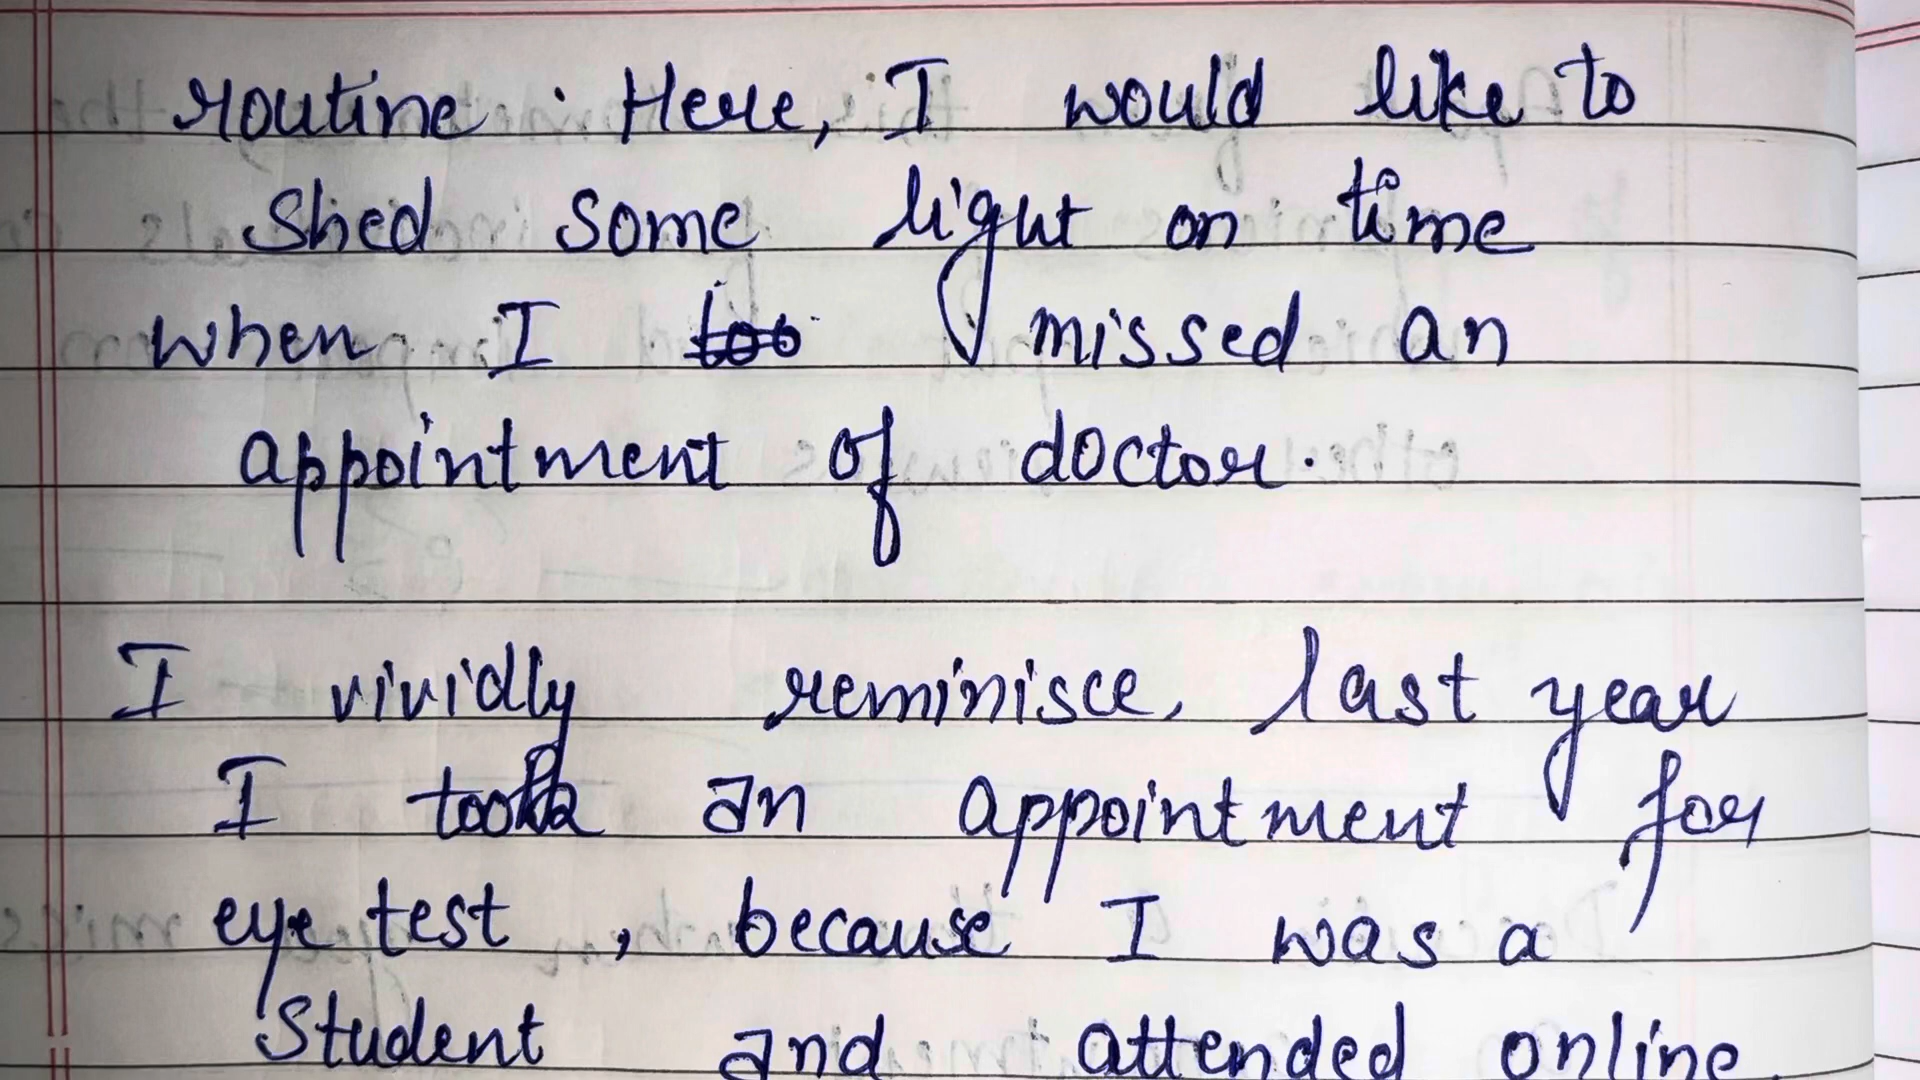 routine. Here, I would like to
shed some light on time
when I too missed an
appointment of doctor.
I vividly reminisce, last year
I took an appointment for
eye test, because I was a
student and attended online